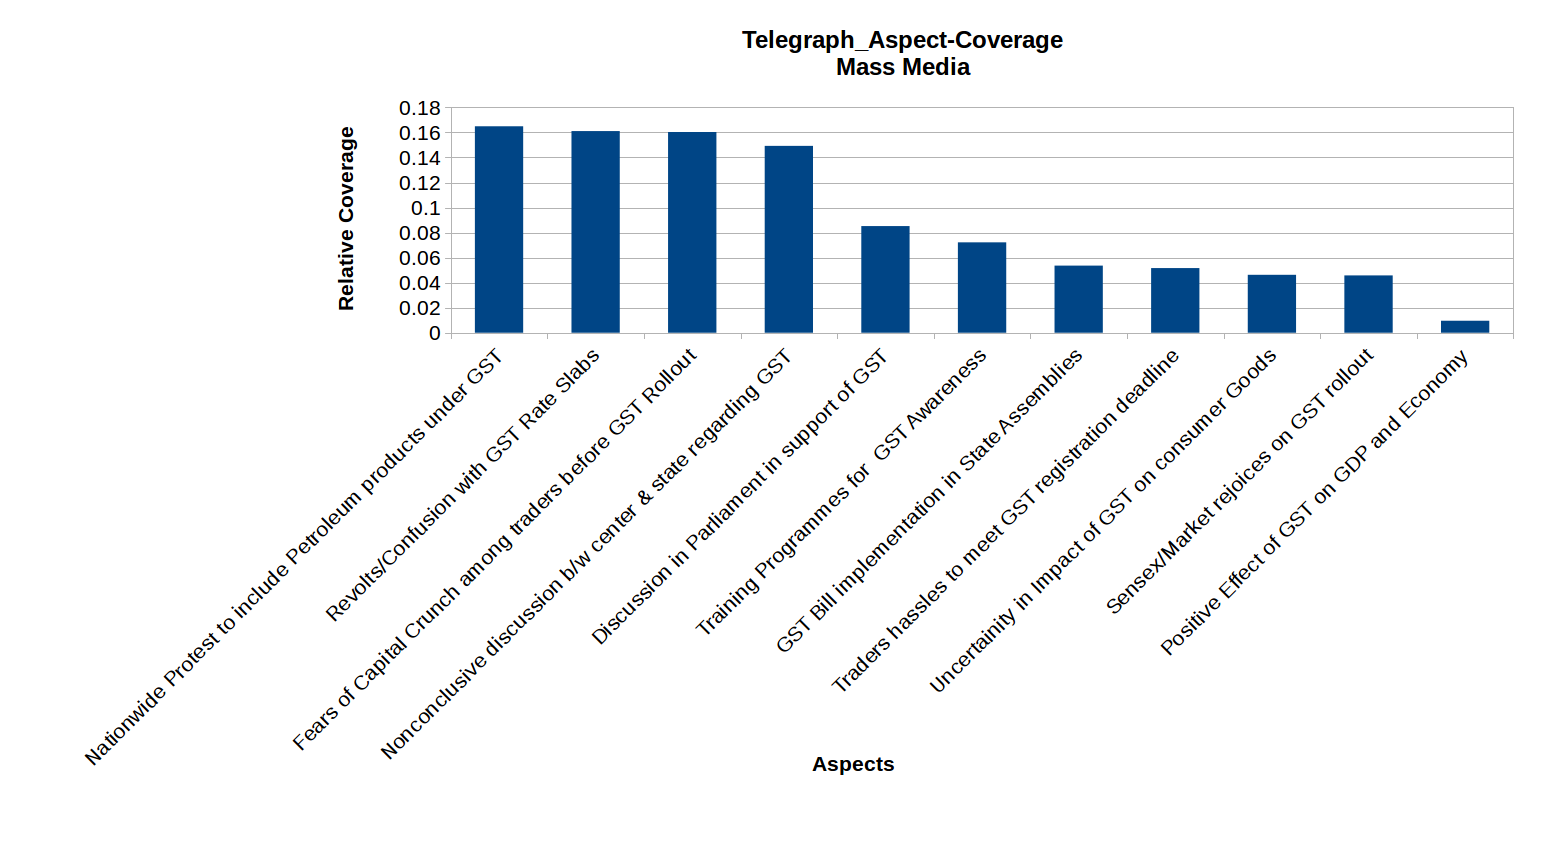 Telegraph_Aspect-Coverage
Mass Media
Relative Coverage
0.18
0.16
0.14
0.12
0.1
0.08
0.06
0.04
0.02
0
Nationwide Protest to include Petroleum products under GST
Revolts/Confusion with GST Rate Slabs
Fears of Capital Crunch among traders before GST Rollout
Nonconclusive discussion b/w center & state regarding GST
Discussion in Parliament in support of GST
Training Programmes for  GST Awareness
GST Bill implementation in State Assemblies
Traders hassles to meet GST registration deadline
Uncertainity in Impact of GST on consumer Goods
Sensex/Market rejoices on GST rollout
Positive Effect of GST on GDP and Economy
Aspects